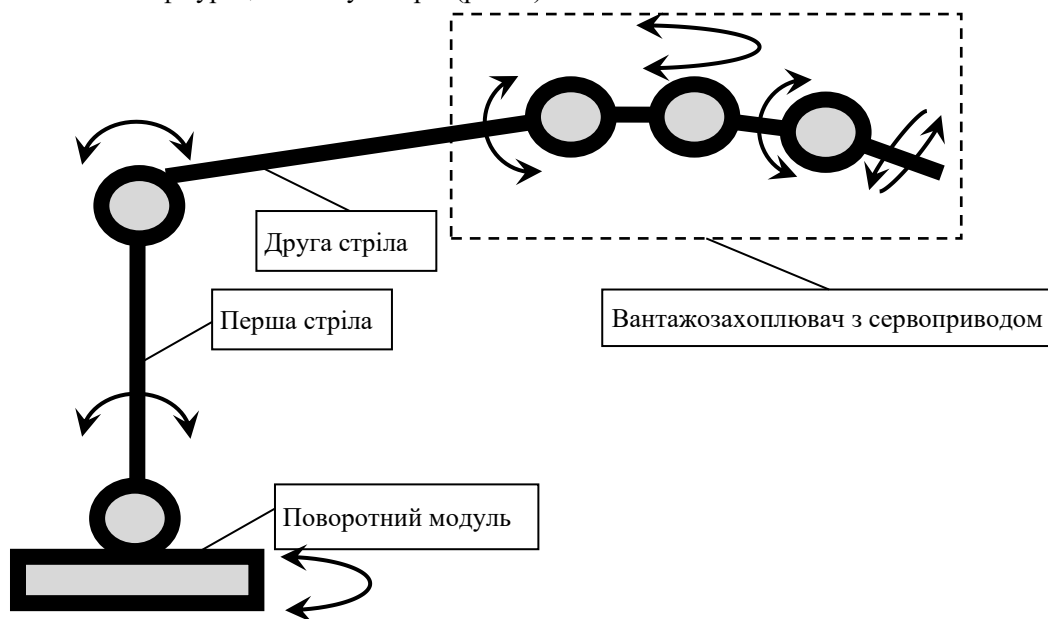 Друга стріла
Перша стріла
Вантажозахоплювач з сервоприводом
Поворотний модуль